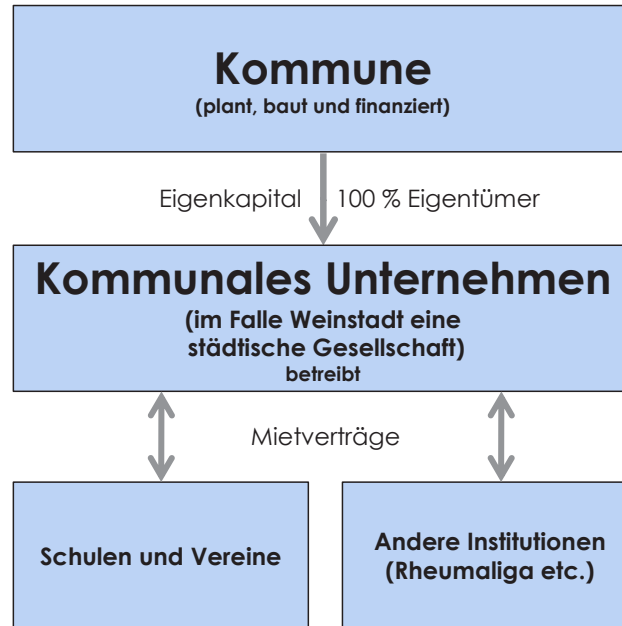 Kommune
(plant, baut und finanziert)
Eigenkapital 100 % Eigentümer
Kommunales Unternehmen
(im Falle Weinstadt eine
städtische Gesellschaft)
betreibt
Mietverträge
Schulen und Vereine
Andere Institutionen
(Rheumaliga etc.)